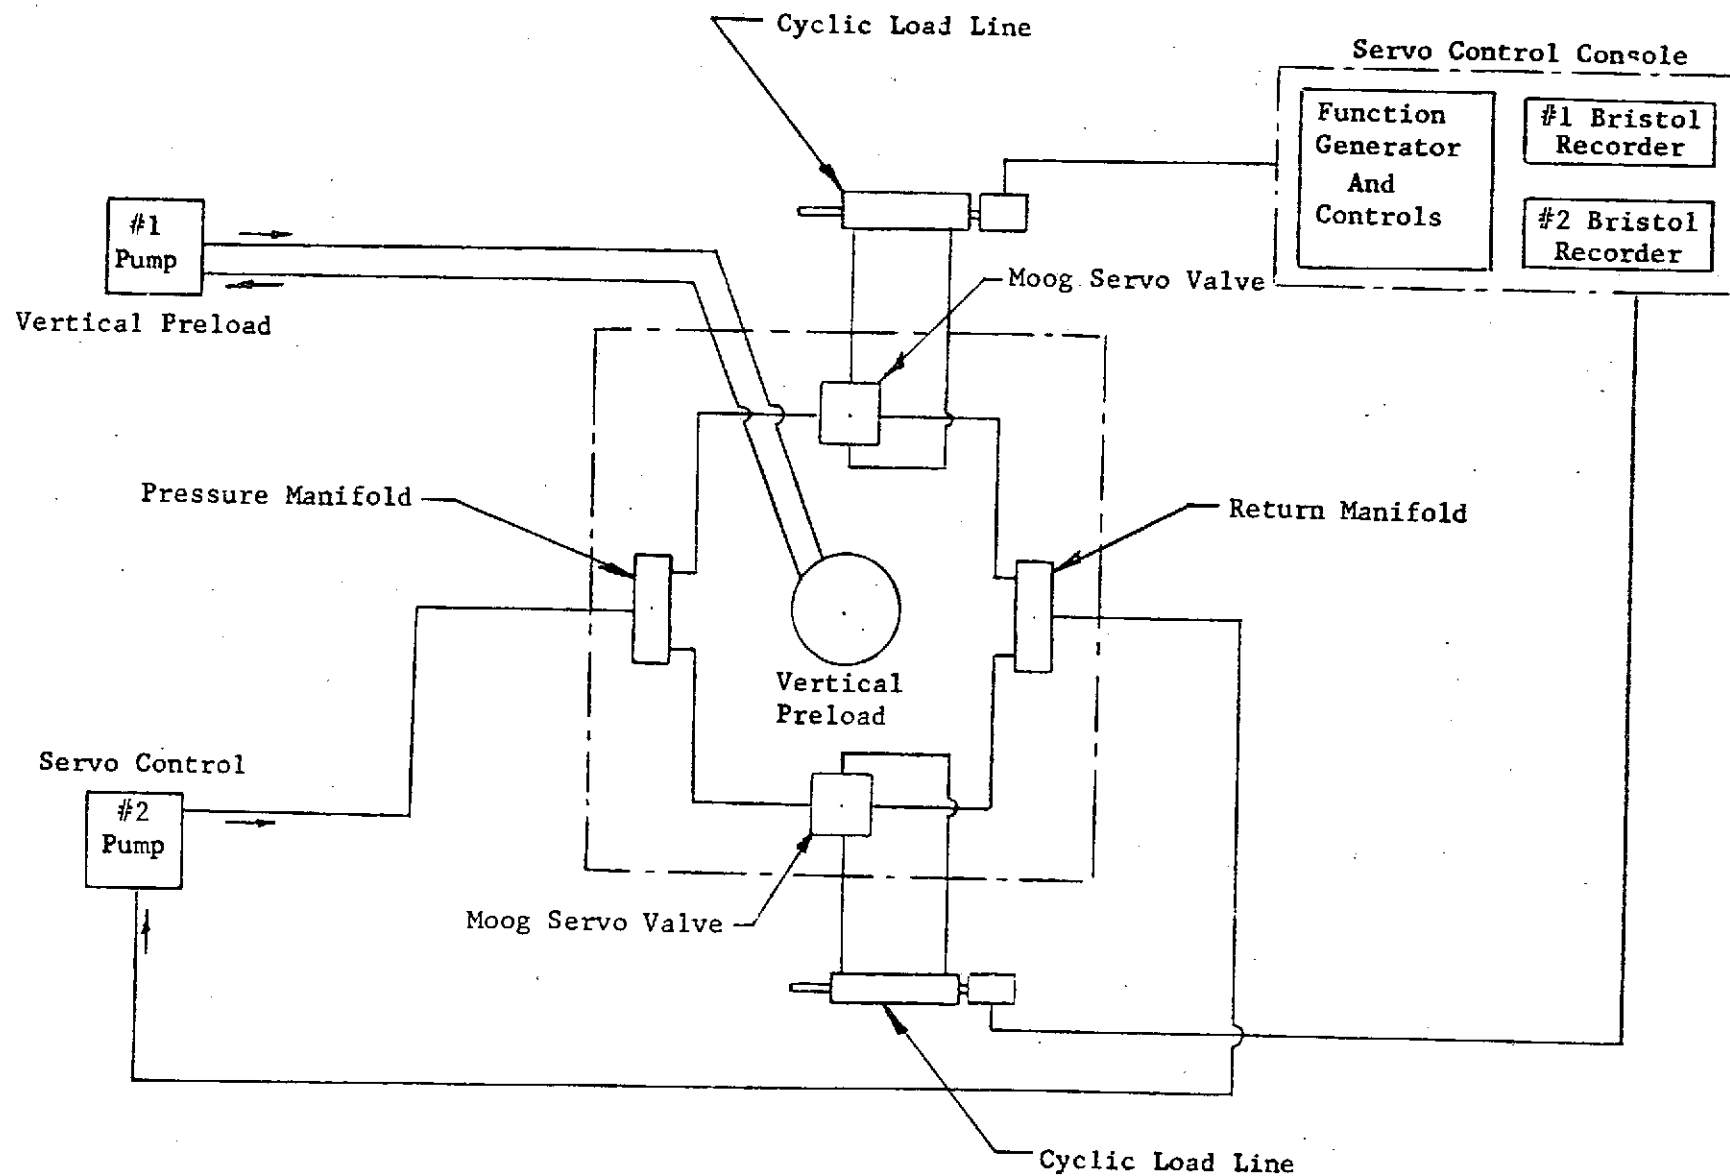 Cyclic Load Line
Servo Control Console
Function
Generator
And
Controls
#1 Bristol
Recorder
#2 Bristol
Recorder
#1
Pump
Vertical Preload
Moog Servo Valve
Pressure Manifold
Return Manifold
Vertical
Preload
Servo Control
#2
Pump
Moog Servo Valve
Cyclic Load Line